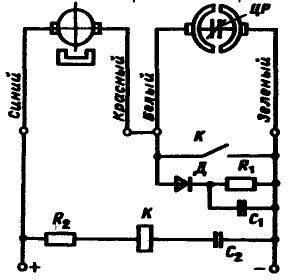 ЦР
Синий
Красный
Белый
Зеленый
К
Д
R1
C1
R2
К
C2
+
−